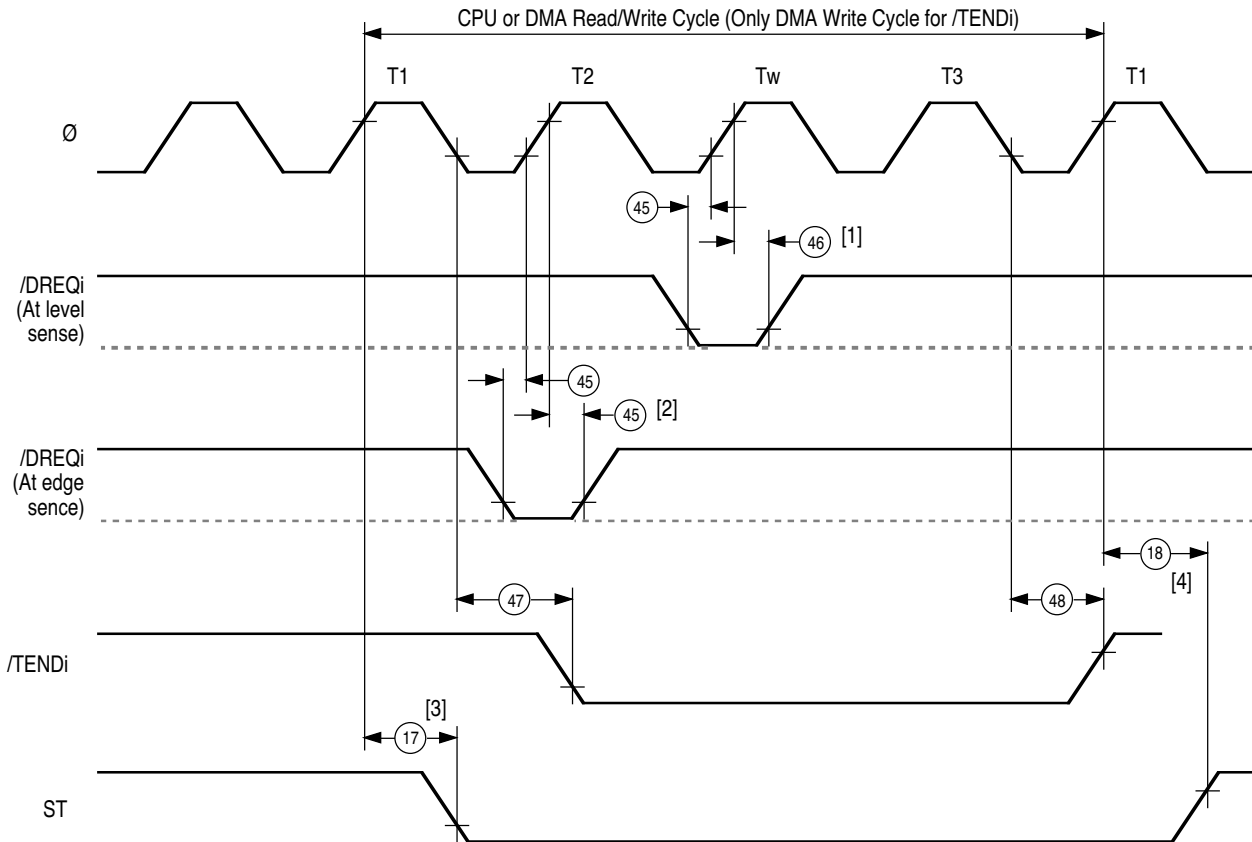 CPU or DMA Read/Write Cycle (Only DMA Write Cycle for /TENDi)
T1 T2 Tw T3 T1
Ø
45
46 [1]
/DREQi
(At level
sense)
45
45 [2]
/DREQi
(At edge
sence)
18
[4]
47
48
/TENDi
[3]
17
ST